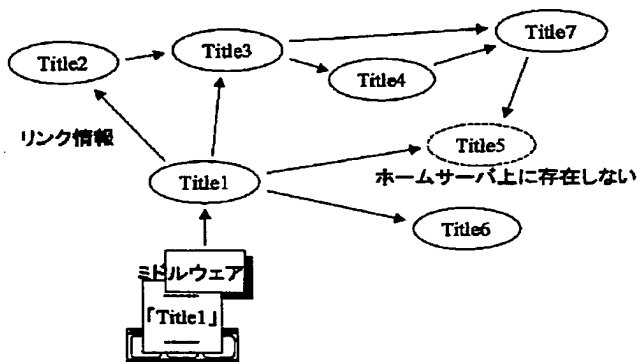 Title7
Title3
Title2
Title4
リンク情報
Title5
Title1
ホームサーバ上に存在しない
Title6
ミドルウェア
「Title1」